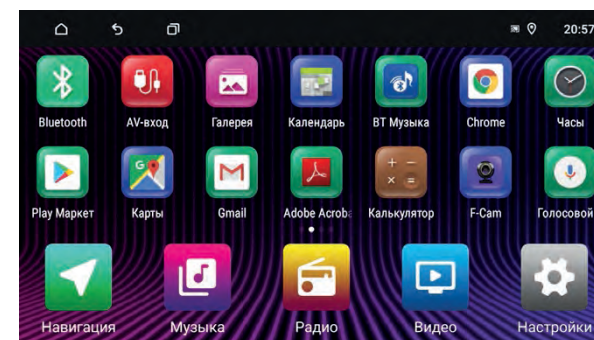 20:57
Bluetooth AV-вход Галерея Календарь BT Музыка Chrome Часы
Play Маркет Карты Gmail Adobe Acroba Калькулятор F-Cam Голосовой
Навигация Музыка Радио Видео Настройки